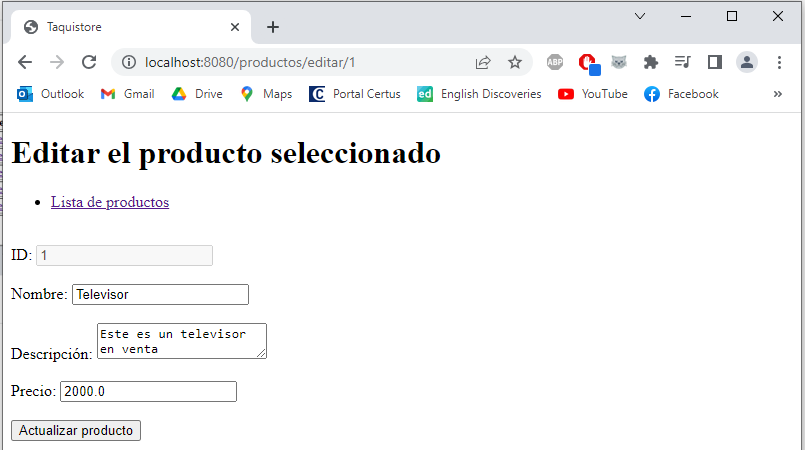 Taquistore
localhost:8080/productos/editar/1
ABP
Outlook Gmail Drive Maps Portal Certus ed English Discoveries YouTube Facebook »
Editar el producto seleccionado
• Lista de productos
ID: 1
Nombre: Televisor
Descripción: Este es un televisor
en venta
Precio: 2000.0
Actualizar producto